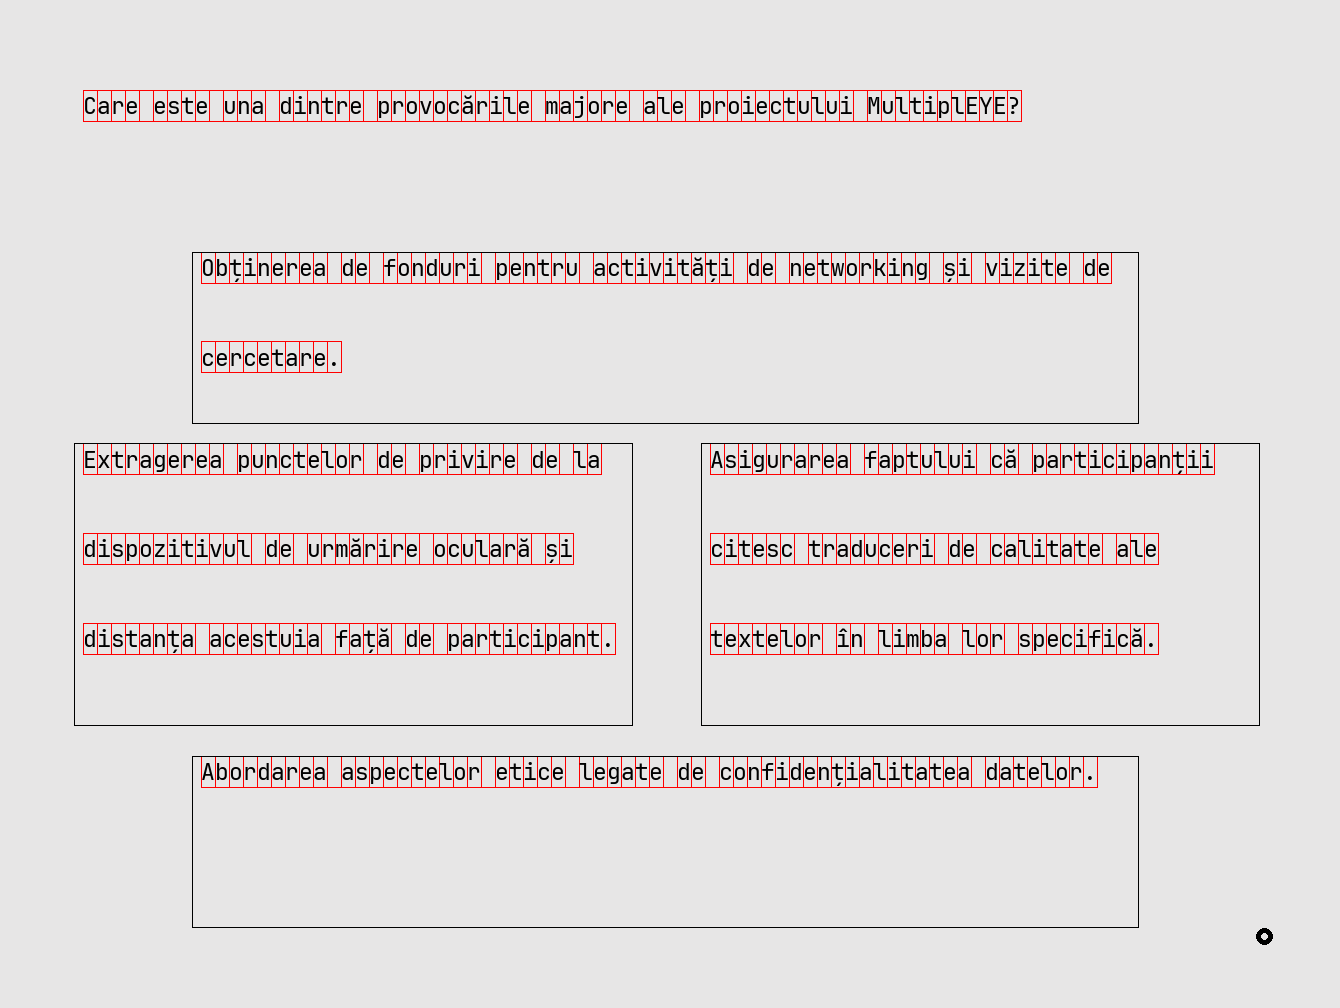 Care este una dintre provocările majore ale proiectului MultiplEYE?
Obținerea de fonduri pentru activități de networking și vizite de
cercetare.
Extragerea punctelor de privire de la
dispozitivul de urmărire oculară și
distanța acestuia față de participant.
Asigurarea faptului că participanții
citesc traduceri de calitate ale
textelor în limba lor specifică.
Abordarea aspectelor etice legate de confidențialitatea datelor.